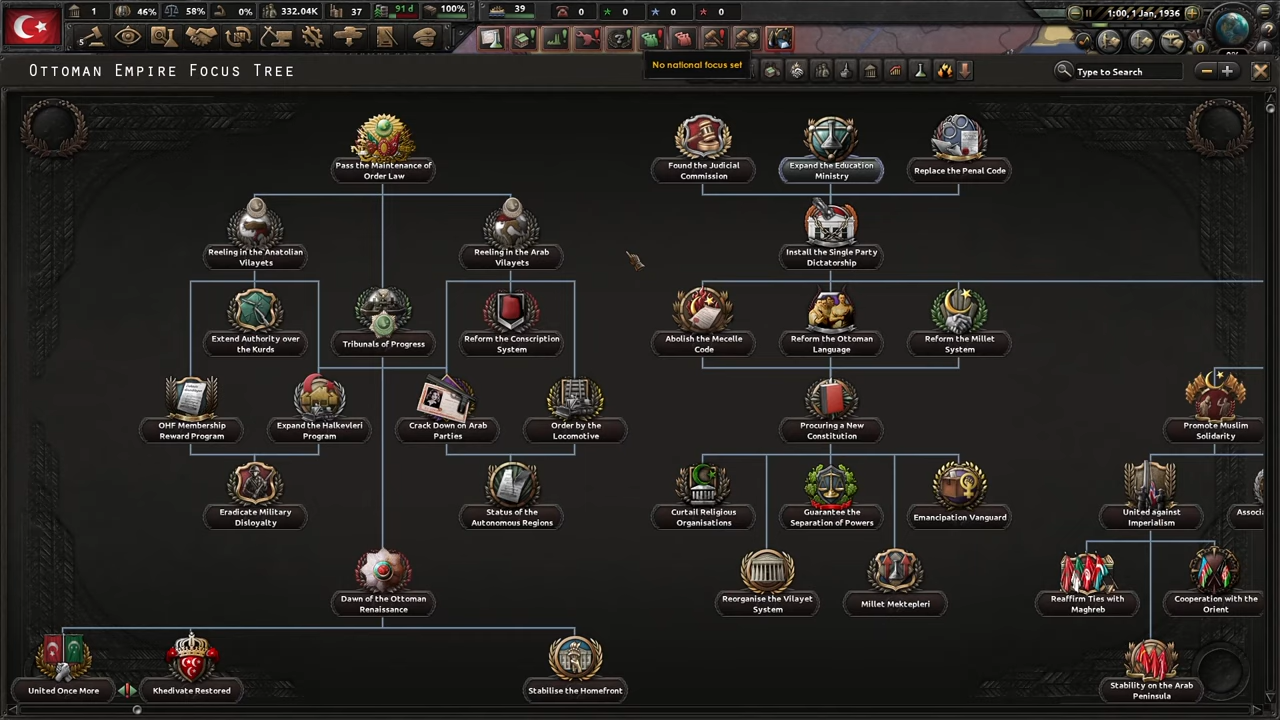 1
46%
58%
0%
332.04K
37
91 d
100%
39
0
0
0
0
1:00, 1 Jan, 1936
5
No national focus set
OTTOMAN EMPIRE FOCUS TREE
Type to Search
Pass the Maintenance of
Order Law
Found the Judicial
Commission
Expand the Education
Ministry
Replace the Penal Code
Reeling in the Anatolian
Vilayets
Reeling in the Arab
Vilayets
Install the Single Party
Dictatorship
Extend Authority over
the Kurds
Tribunals of Progress
Reform the Conscription
System
Abolish the Mecelle
Code
Reform the Ottoman
Language
Reform the Millet
System
OHF Membership
Reward Program
Expand the Halkevleri
Program
Crack Down on Arab
Parties
Order by the
Locomotive
Procuring a New
Constitution
Promote Muslim
Solidarity
Eradicate Military
Disloyalty
Status of the
Autonomous Regions
Curtail Religious
Organisations
Guarantee the
Separation of Powers
Emancipation Vanguard
United against
Imperialism
Associa
Dawn of the Ottoman
Renaissance
Reorganise the Vilayet
System
Millet Mektepleri
Reaffirm Ties with
Maghreb
Cooperation with the
Orient
United Once More
Khedivate Restored
Stabilise the Homefront
Stability on the Arab
Peninsula